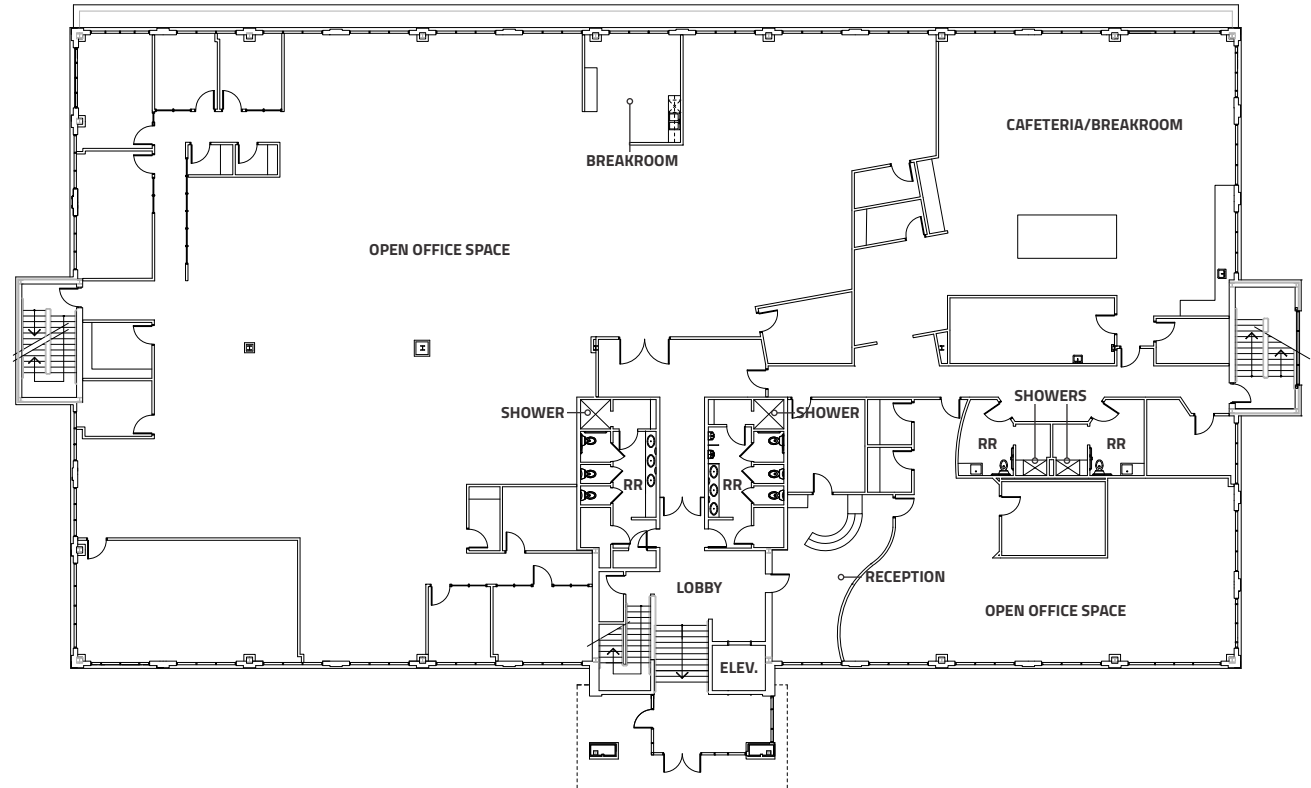 CAFETERIA/BREAKROOM
BREAKROOM
OPEN OFFICE SPACE
SHOWERS
SHOWER
SHOWER
RR
RR
RR
RR
RECEPTION
LOBBY
OPEN OFFICE SPACE
ELEV.